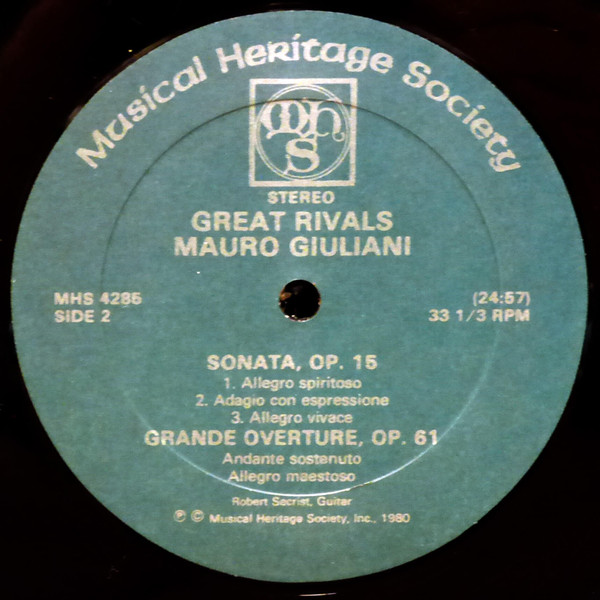 Musical Heritage Society
mhs
STEREO
GREAT RIVALS
MAURO GIULIANI
MHS 4285 (24:57)
SIDE 2 33 1/3 RPM
SONATA, OP. 15
1. Allegro spiritoso
2. Adagio con espressione
3. Allegro vivace
GRANDE OVERTURE, OP. 61
Andante sostenuto
Allegro maestoso
Robert Secrist, Guitar
℗ © Musical Heritage Society, Inc., 1980